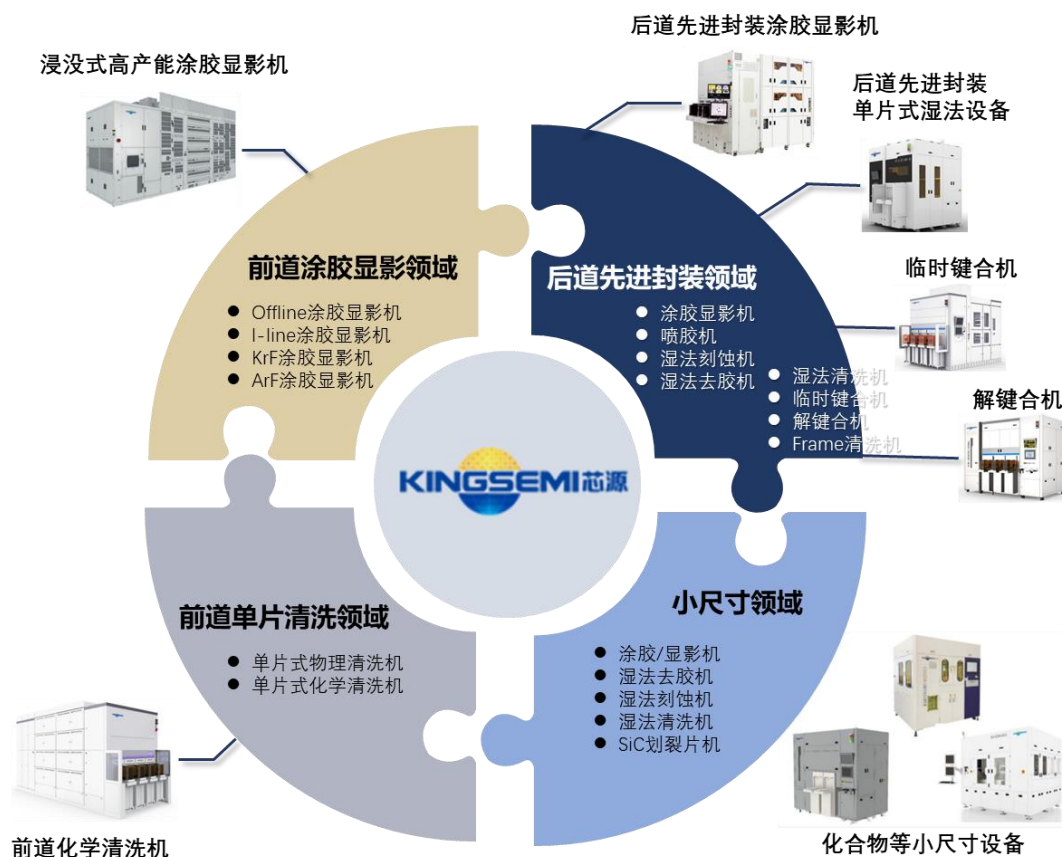 浸没式高产能涂胶显影机
后道先进封装涂胶显影机
后道先进封装
单片式湿法设备
临时键合机
解键合机
前道涂胶显影领域
Offline涂胶显影机
I-line涂胶显影机
KrF涂胶显影机
ArF涂胶显影机
后道先进封装领域
涂胶显影机
喷胶机
湿法刻蚀机
湿法去胶机
湿法清洗机
临时键合机
解键合机
Frame清洗机
KINGSEMI芯源
前道单片清洗领域
单片式物理清洗机
单片式化学清洗机
小尺寸领域
涂胶/显影机
湿法去胶机
湿法刻蚀机
湿法清洗机
SiC划裂片机
前道化学清洗机
化合物等小尺寸设备